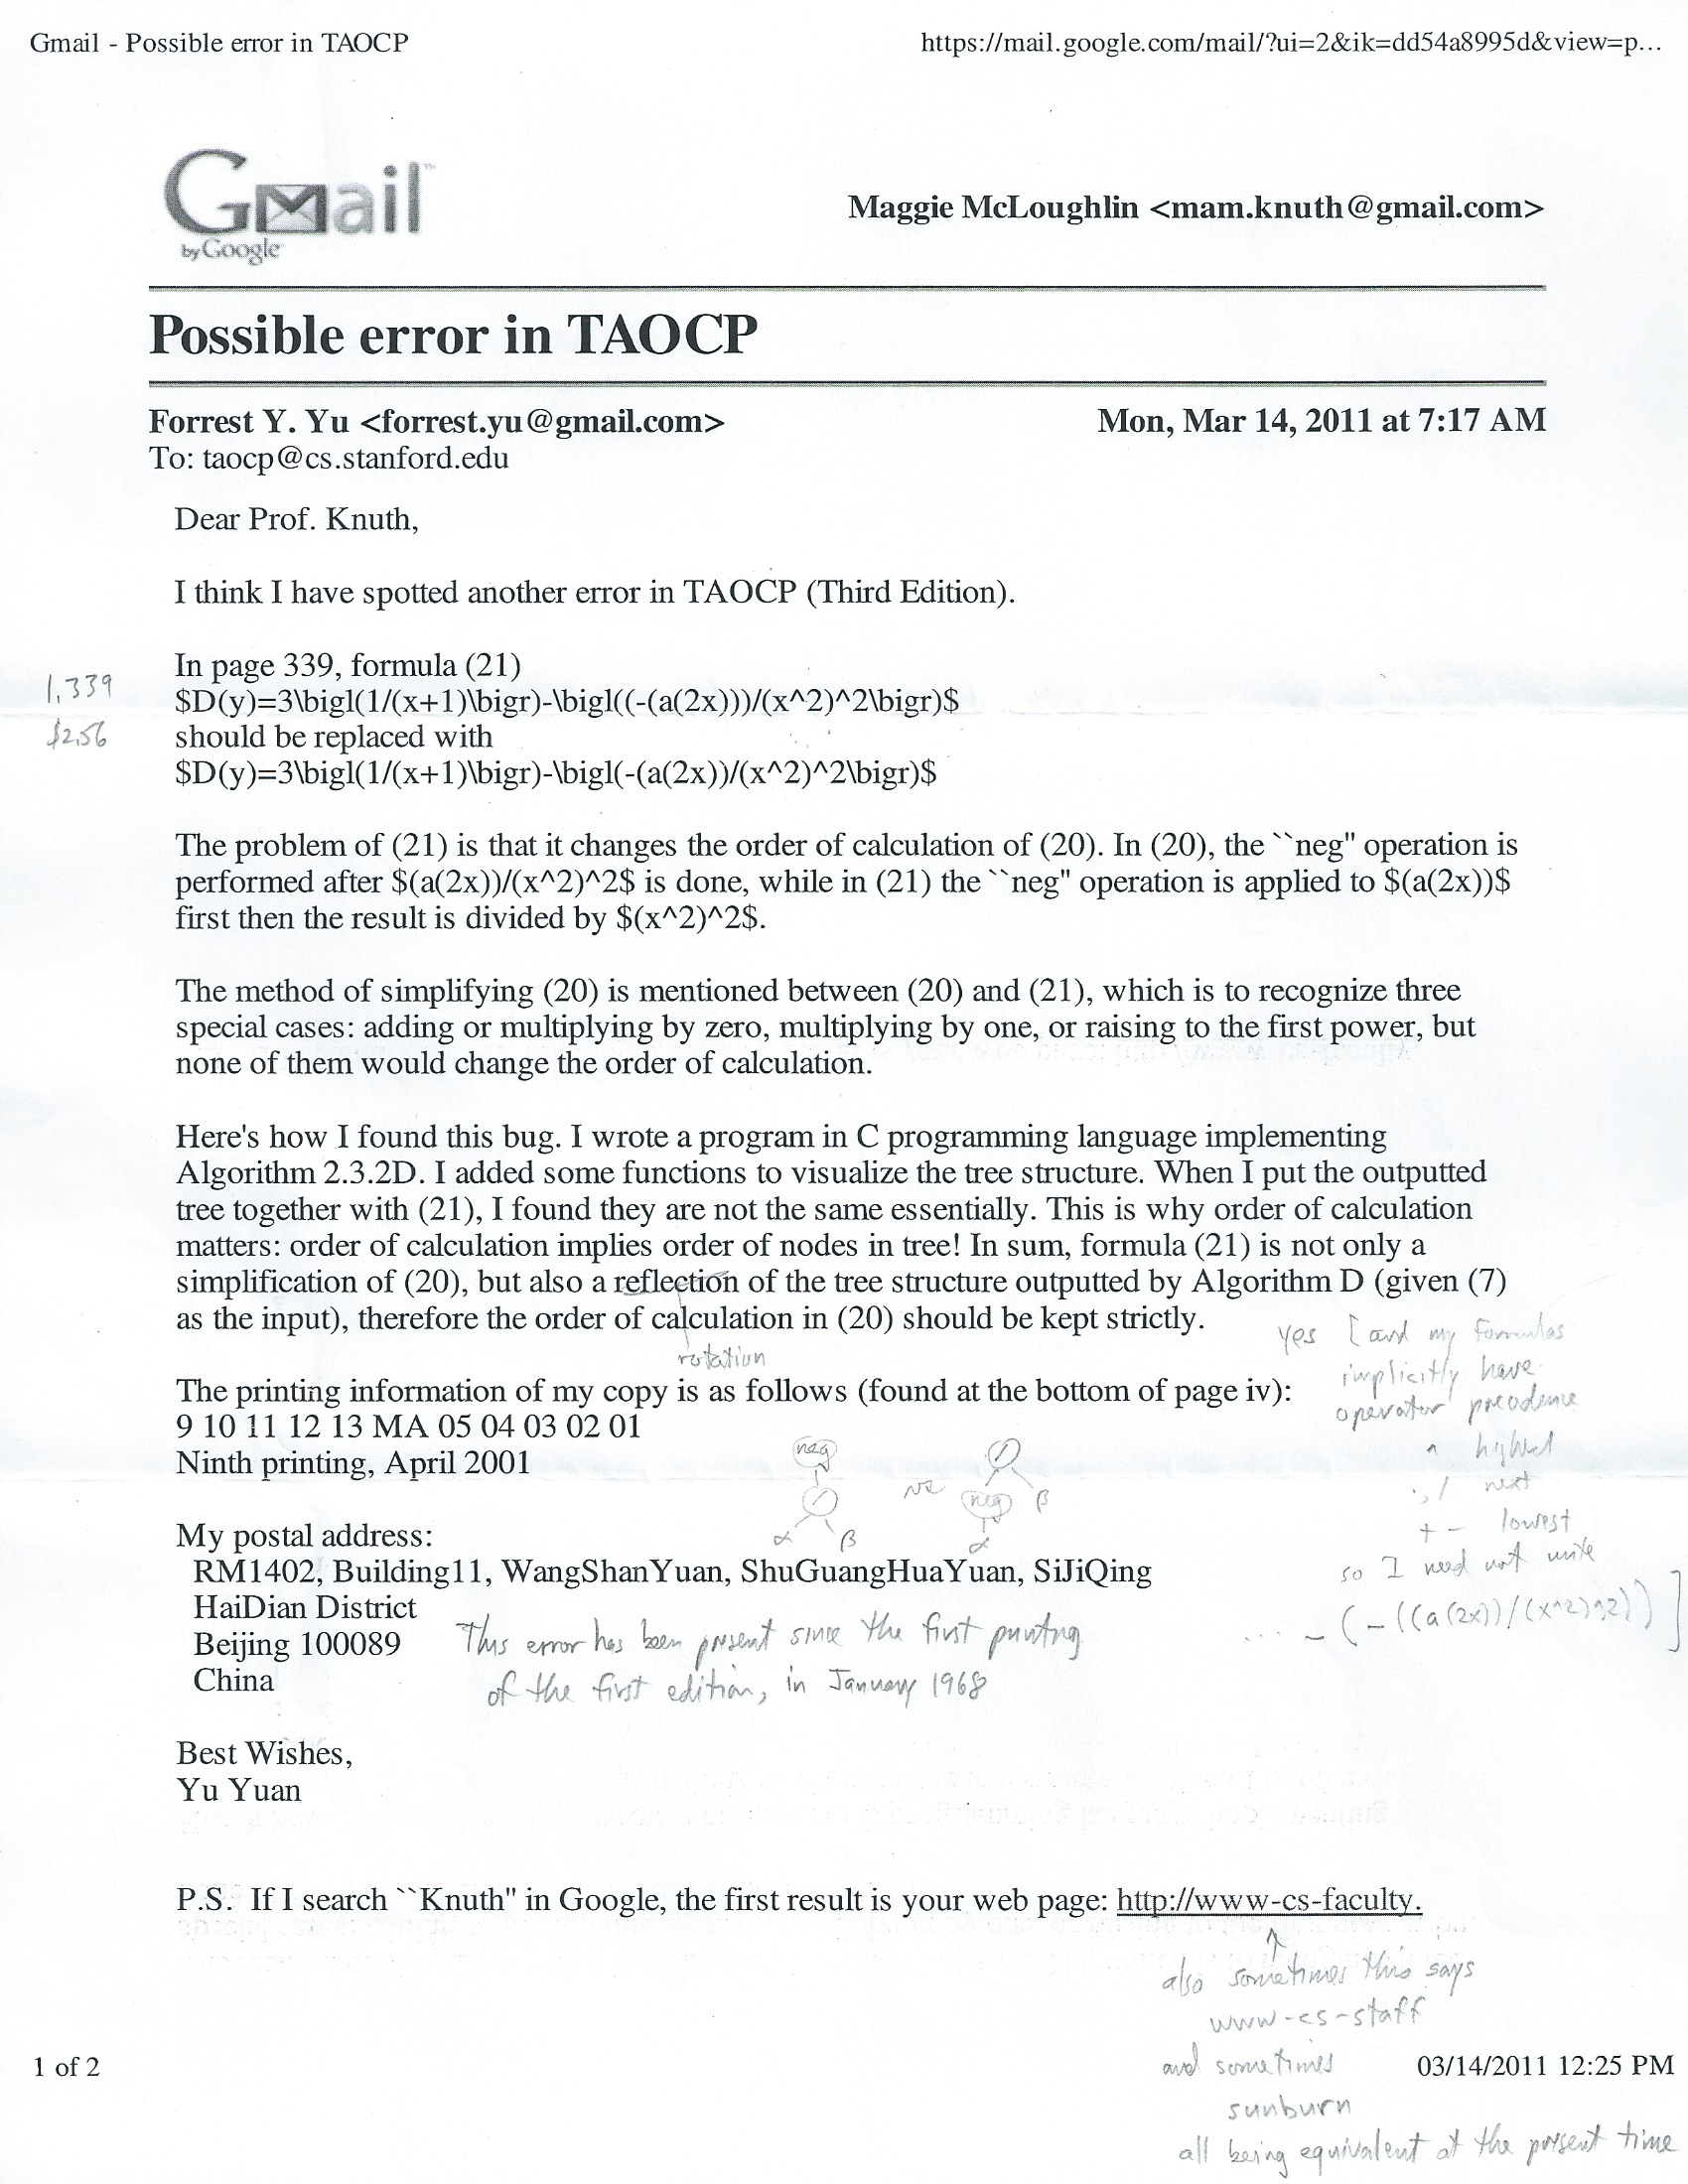 Gmail - Possible error in TAOCP
https://mail.google.com/mail/?ui=2&ik=dd54a8995d&view=p...
Gmail™
by Google
Maggie McLoughlin <mam.knuth@gmail.com>
Possible error in TAOCP
Forrest Y. Yu <forrest.yu@gmail.com>
Mon, Mar 14, 2011 at 7:17 AM
To: taocp@cs.stanford.edu
Dear Prof. Knuth,
I think I have spotted another error in TAOCP (Third Edition).
In page 339, formula (21)
1.339
$D(y)=3\bigl(1/(x+1)\bigr)-\bigl((-(a(2x)))/(x^2)^2\bigr)$
$2.56
should be replaced with
$D(y)=3\bigl(1/(x+1)\bigr)-\bigl(-(a(2x))/(x^2)^2\bigr)$
The problem of (21) is that it changes the order of calculation of (20). In (20), the ``neg" operation is
performed after $(a(2x))/(x^2)^2$ is done, while in (21) the ``neg" operation is applied to $(a(2x))$
first then the result is divided by $(x^2)^2$.
The method of simplifying (20) is mentioned between (20) and (21), which is to recognize three
special cases: adding or multiplying by zero, multiplying by one, or raising to the first power, but
none of them would change the order of calculation.
Here's how I found this bug. I wrote a program in C programming language implementing
Algorithm 2.3.2D. I added some functions to visualize the tree structure. When I put the outputted
tree together with (21), I found they are not the same essentially. This is why order of calculation
matters: order of calculation implies order of nodes in tree! In sum, formula (21) is not only a
simplification of (20), but also a reflection of the tree structure outputted by Algorithm D (given (7)
as the input), therefore the order of calculation in (20) should be kept strictly.
rotation
yes [and my formulas
implicitly have
operator precedence
^ highest
·, / next
+ - lowest
so I need not write
... - (-((a(2x))/(x^2)^2))]
The printing information of my copy is as follows (found at the bottom of page iv):
9 10 11 12 13 MA 05 04 03 02 01
Ninth printing, April 2001
neg
/
α β
vs
/
neg β
α
My postal address:
RM1402, Building11, WangShanYuan, ShuGuangHuaYuan, SiJiQing
HaiDian District
Beijing 100089
China
This error has been present since the first printing
of the first edition, in January 1968
Best Wishes,
Yu Yuan
P.S. If I search ``Knuth" in Google, the first result is your web page: http://www-cs-faculty.
↑
also sometimes this says
www-cs-staff
and sometimes
sunburn
all being equivalent at the present time
1 of 2
03/14/2011 12:25 PM